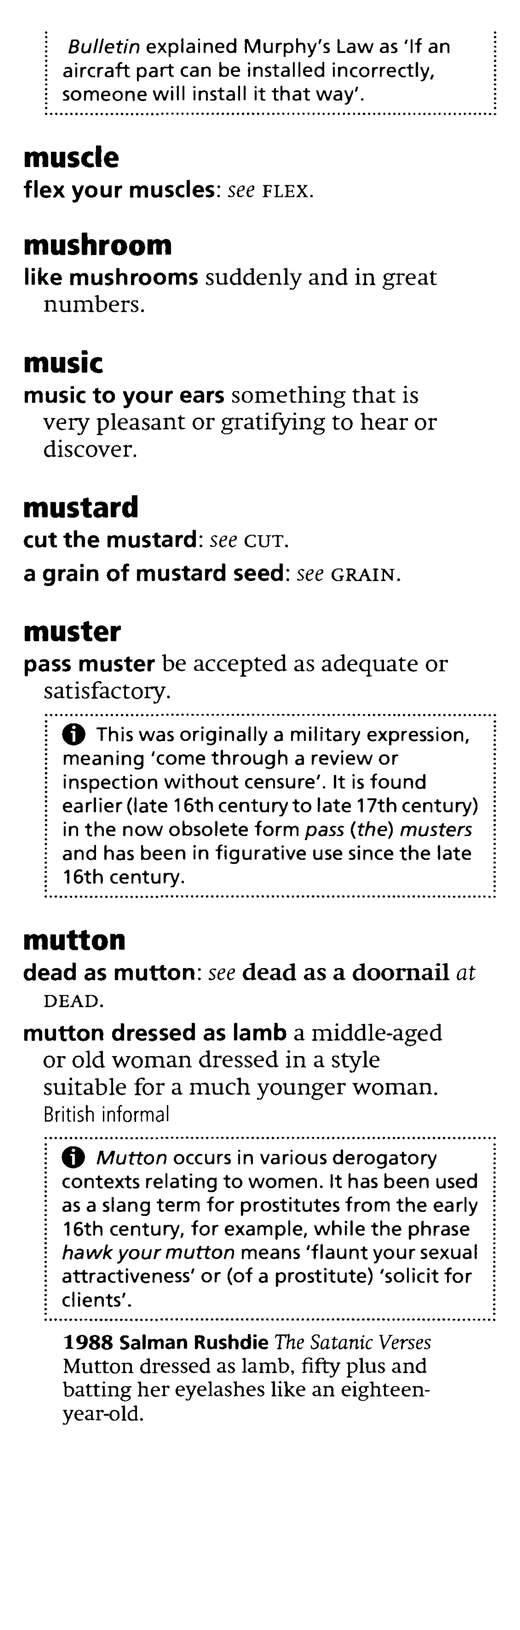 Bulletin explained Murphy's Law as 'If an
aircraft part can be installed incorrectly,
someone will install it that way'.
muscle
flex your muscles: see FLEX.
mushroom
like mushrooms suddenly and in great
numbers.
music
music to your ears something that is
very pleasant or gratifying to hear or
discover.
mustard
cut the mustard: see CUT.
a grain of mustard seed: see GRAIN.
muster
pass muster be accepted as adequate or
satisfactory.
This was originally a military expression,
meaning 'come through a review or
inspection without censure'. It is found
earlier (late 16th century to late 17th century)
in the now obsolete form pass (the) musters
and has been in figurative use since the late
16th century.
mutton
dead as mutton: see dead as a doornail at
DEAD.
mutton dressed as lamb a middle-aged
or old woman dressed in a style
suitable for a much younger woman.
British informal
Mutton occurs in various derogatory
contexts relating to women. It has been used
as a slang term for prostitutes from the early
16th century, for example, while the phrase
hawk your mutton means 'flaunt your sexual
attractiveness' or (of a prostitute) 'solicit for
clients'.
1988 Salman Rushdie The Satanic Verses
Mutton dressed as lamb, fifty plus and
batting her eyelashes like an eighteen-
year-old.